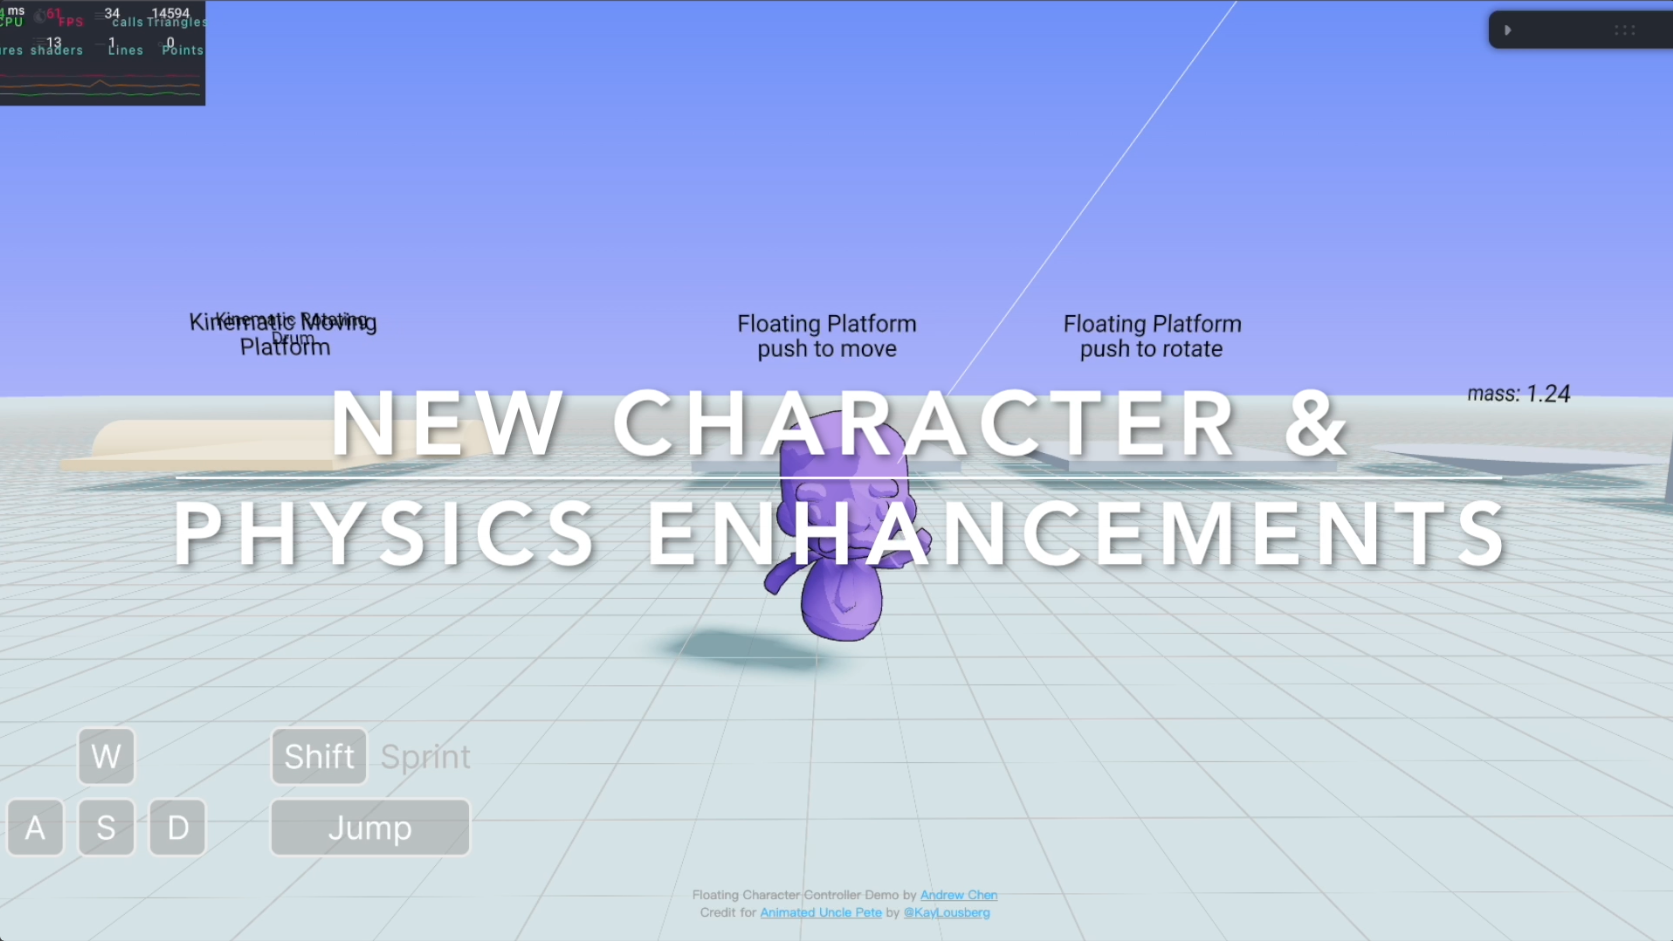 ms 61 34 14594
CPU FPS calls Triangles
13 1 0
ures shaders Lines Points
Kinematic Rotating
Drum
Kinematic Moving
Platform
Floating Platform
push to move
Floating Platform
push to rotate
mass: 1.24
NEW CHARACTER &
PHYSICS ENHANCEMENTS
W
Shift Sprint
A S D
Jump
Floating Character Controller Demo by Andrew Chen
Credit for Animated Uncle Pete by @KayLousberg